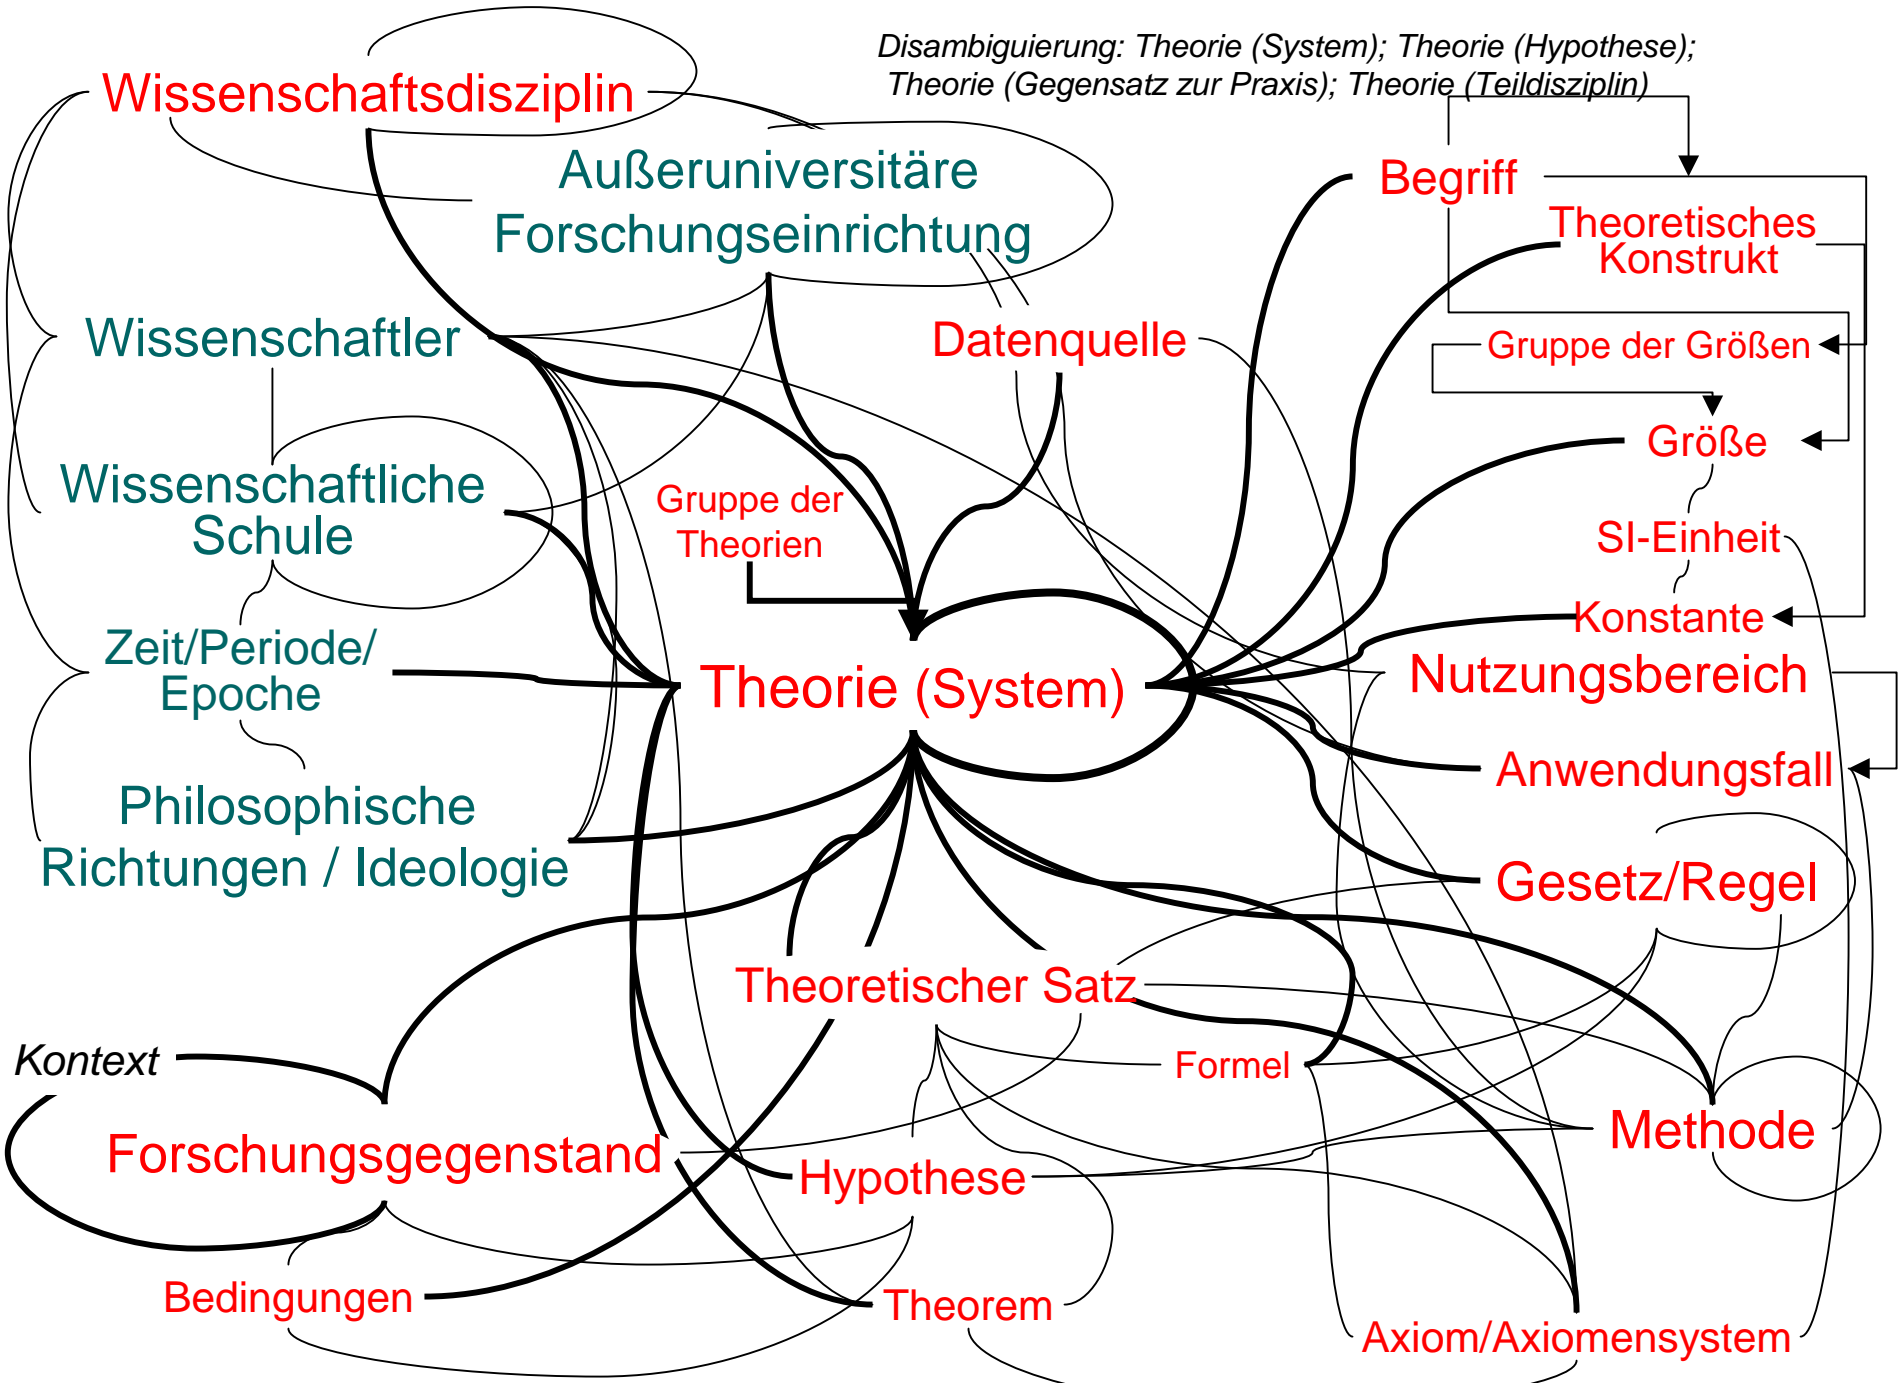 Disambiguierung: Theorie (System); Theorie (Hypothese);
Theorie (Gegensatz zur Praxis); Theorie (Teildisziplin)
Wissenschaftsdisziplin
Außeruniversitäre
Forschungseinrichtung
Begriff
Theoretisches
Konstrukt
Wissenschaftler
Datenquelle
Gruppe der Größen
Größe
Wissenschaftliche
Schule
Gruppe der
Theorien
SI-Einheit
Konstante
Zeit/Periode/
Epoche
Theorie (System)
Nutzungsbereich
Anwendungsfall
Philosophische
Richtungen / Ideologie
Gesetz/Regel
Theoretischer Satz
Kontext
Formel
Forschungsgegenstand
Hypothese
Methode
Bedingungen
Theorem
Axiom/Axiomensystem